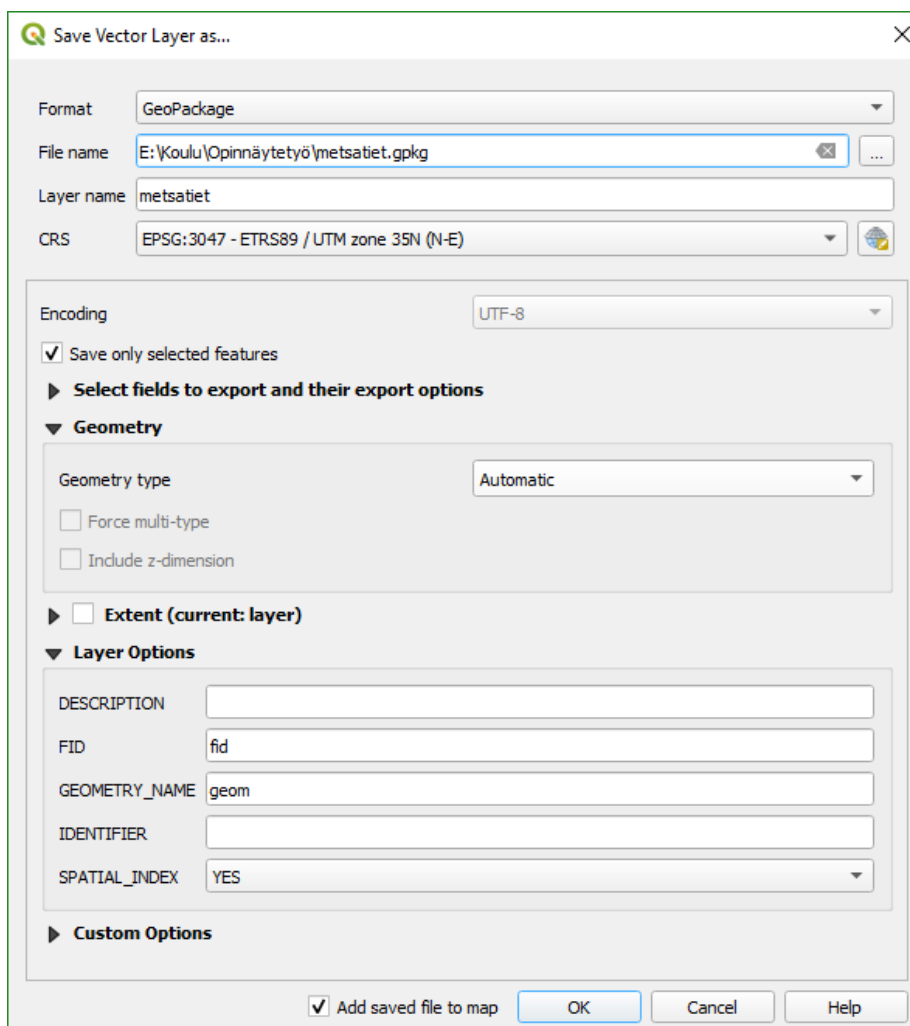 Save Vector Layer as...
Format GeoPackage
File name E:\Koulu\Opinnäytetyö\metsatiet.gpkg ...
Layer name metsatiet
CRS EPSG:3047 - ETRS89 / UTM zone 35N (N-E)
Encoding UTF-8
Save only selected features
Select fields to export and their export options
Geometry
Geometry type Automatic
Force multi-type
Include z-dimension
Extent (current: layer)
Layer Options
DESCRIPTION
FID fid
GEOMETRY_NAME geom
IDENTIFIER
SPATIAL_INDEX YES
Custom Options
Add saved file to map OK Cancel Help